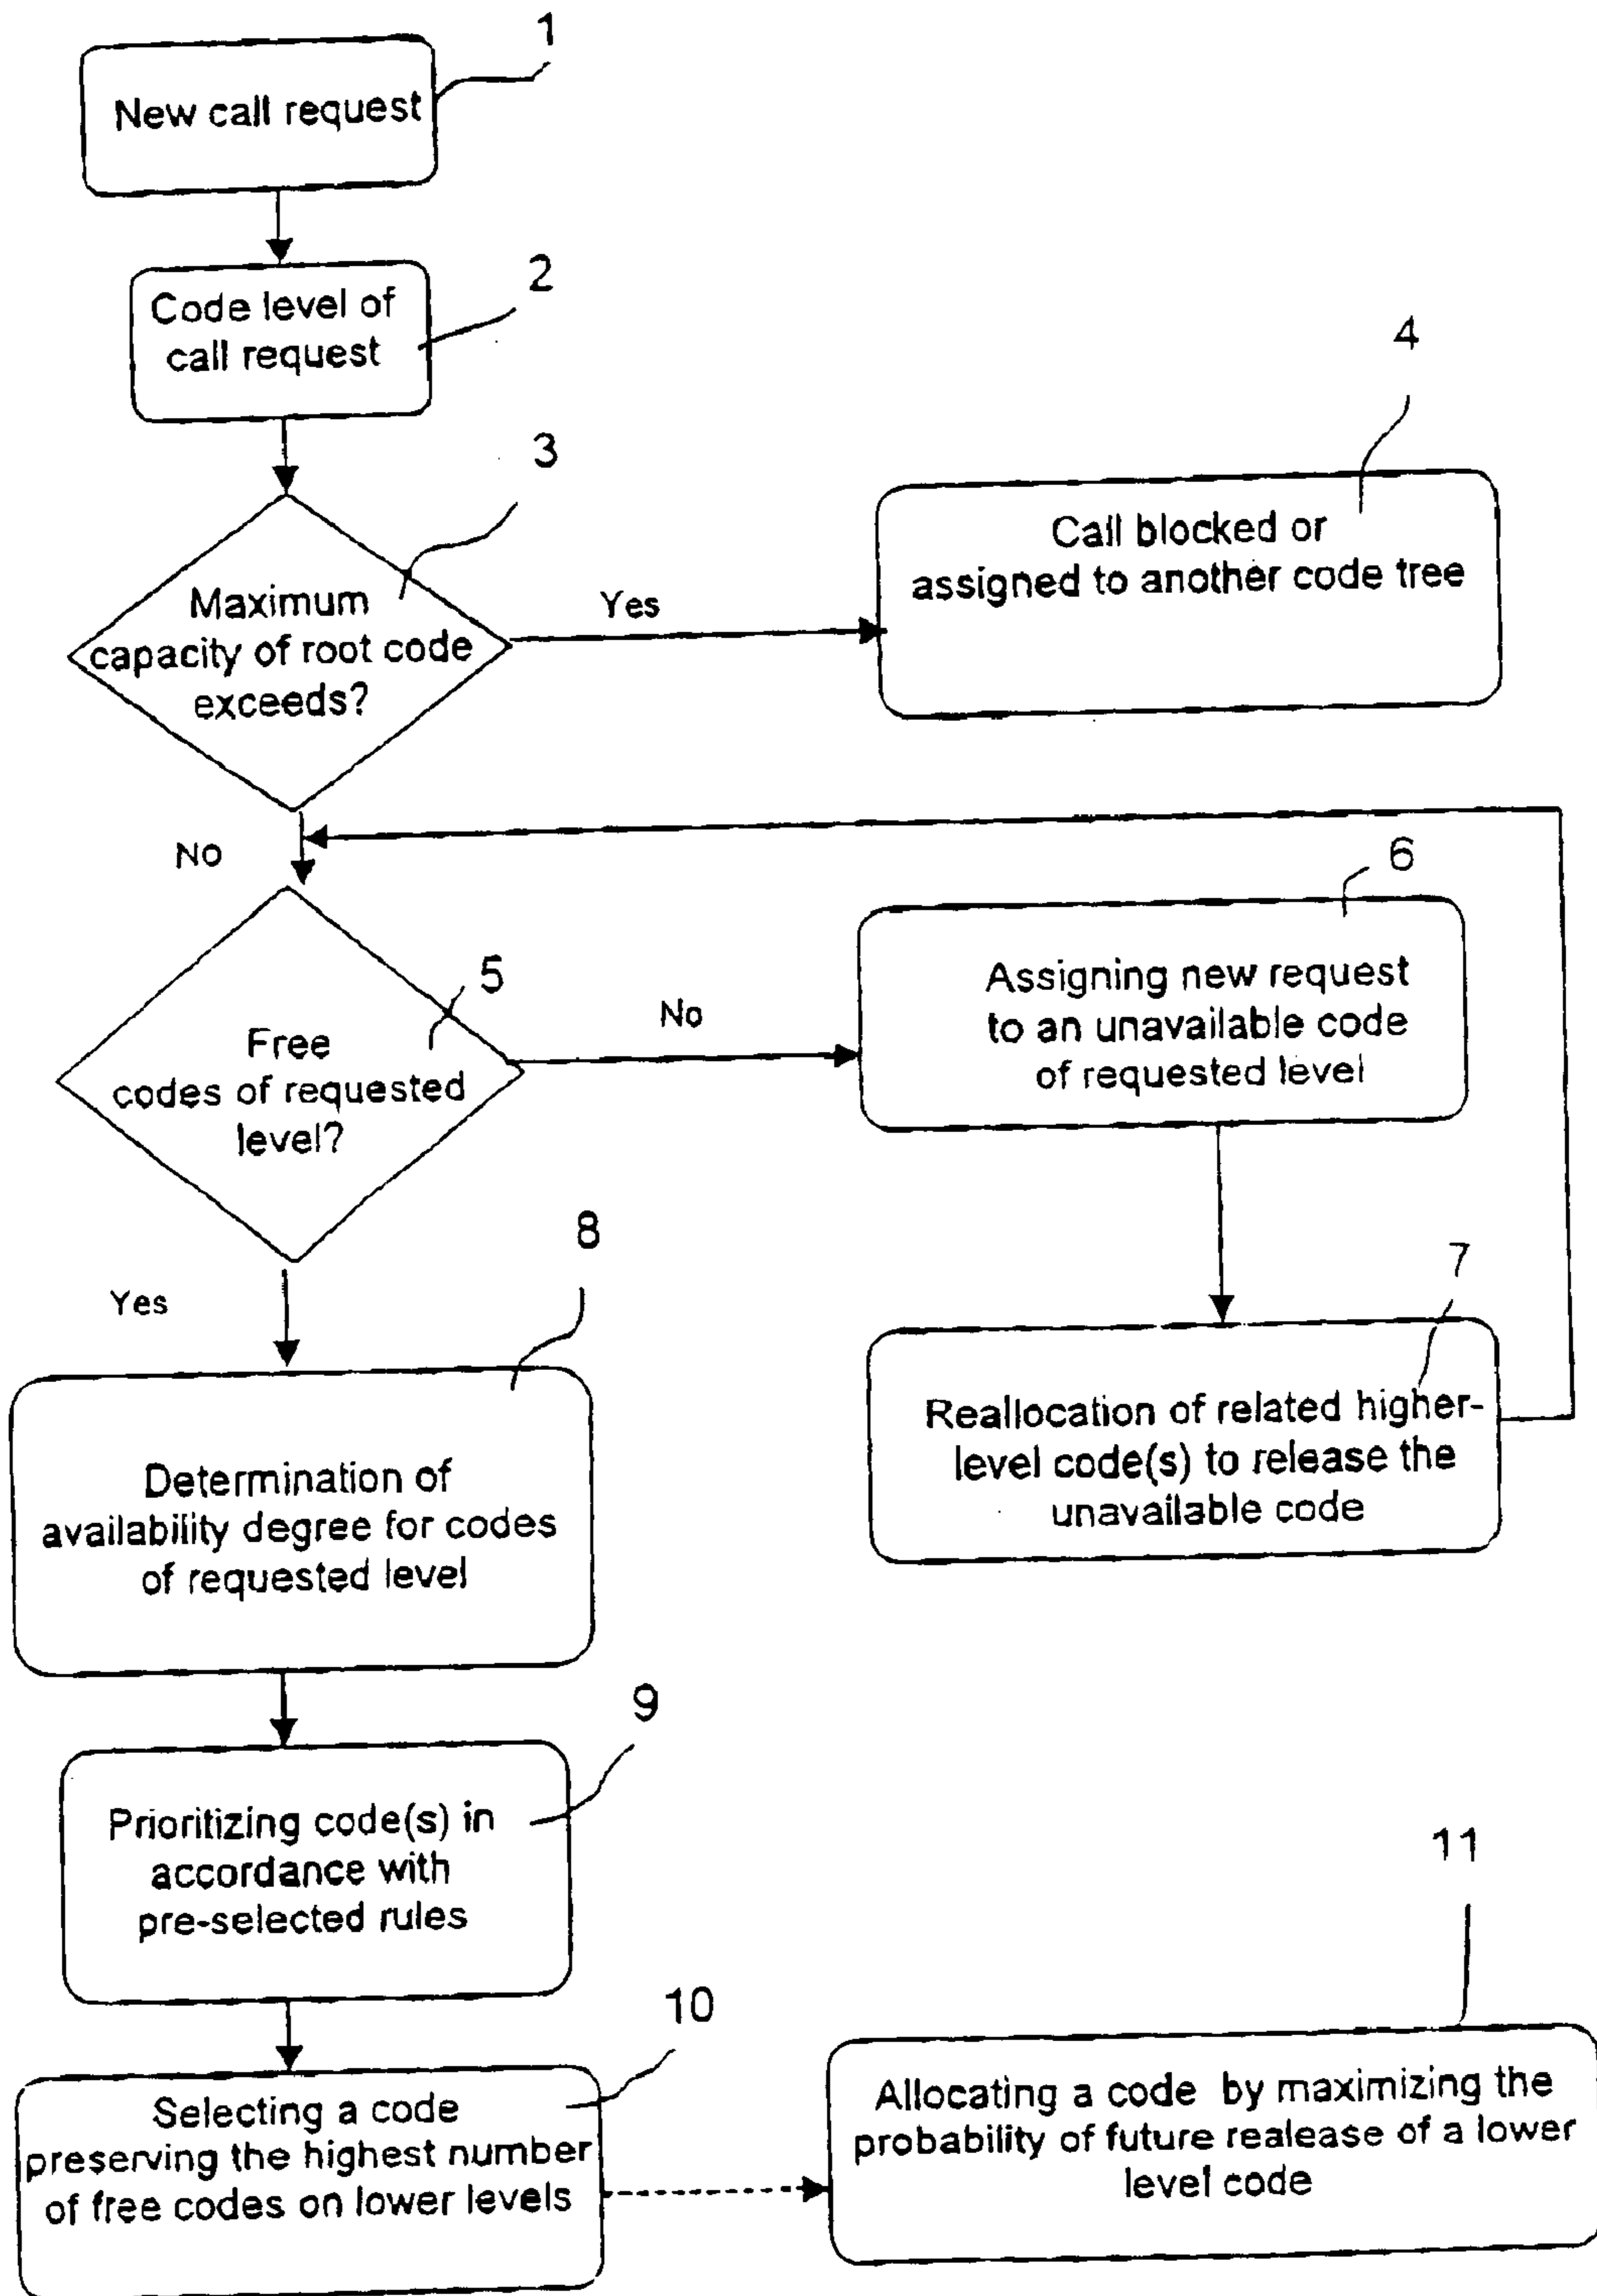 1
New call request
2
Code level of
call request
3
Maximum
capacity of root code
exceeds?
Yes
4
Call blocked or
assigned to another code tree
No
5
Free
codes of requested
level?
No
6
Assigning new request
to an unavailable code
of requested level
7
Reallocation of related higher-
level code(s) to release the
unavailable code
Yes
8
Determination of
availability degree for codes
of requested level
9
Prioritizing code(s) in
accordance with
pre-selected rules
10
Selecting a code
preserving the highest number
of free codes on lower levels
11
Allocating a code by maximizing the
probability of future realease of a lower
level code